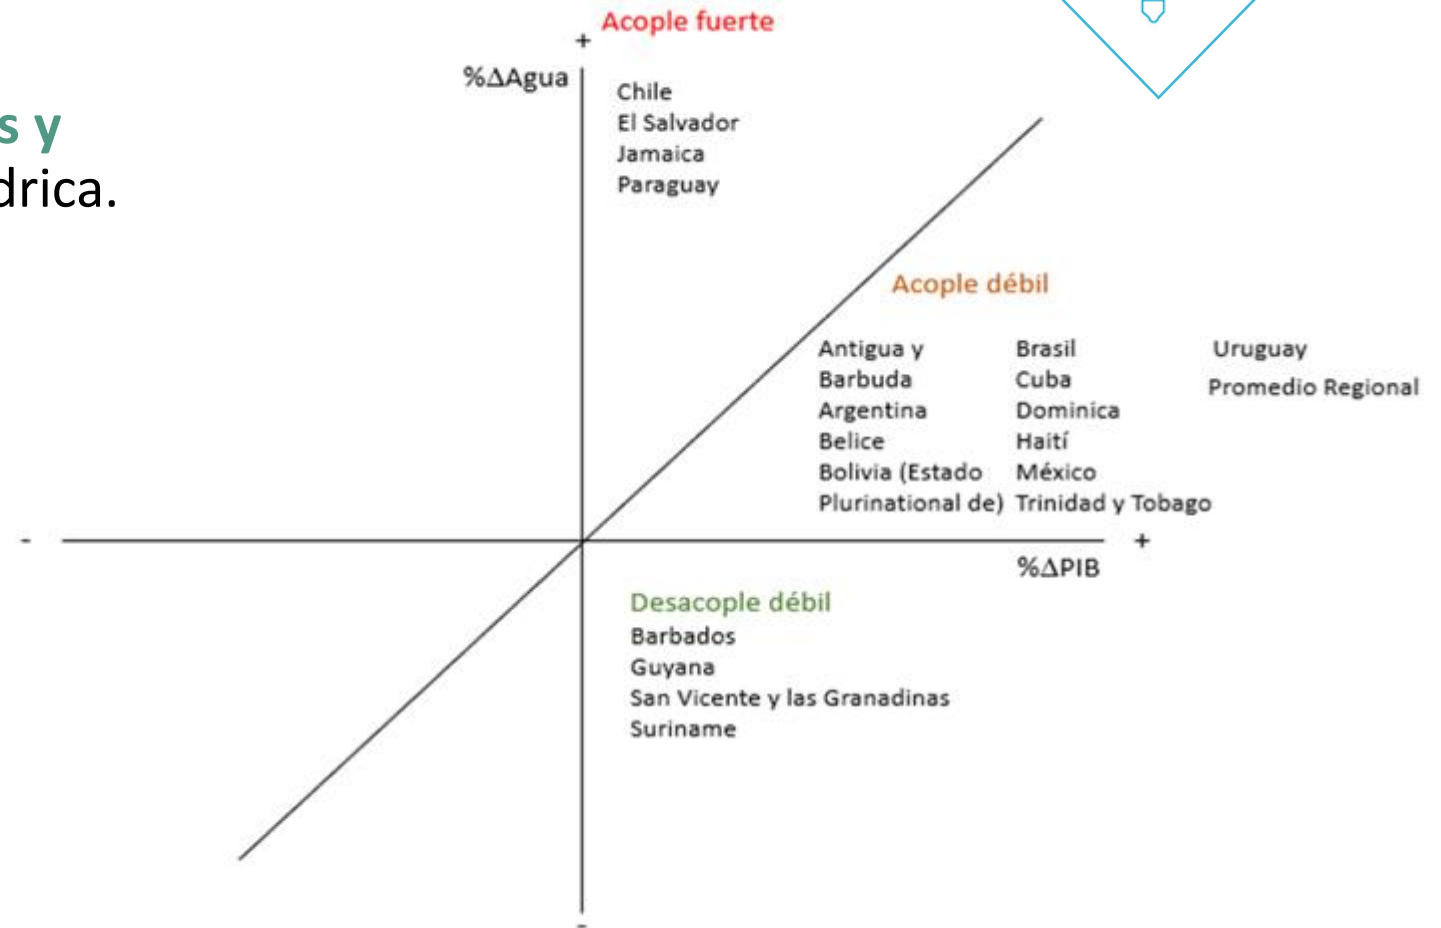 s y
drica.
Acople fuerte
+
%ΔAgua
Chile
El Salvador
Jamaica
Paraguay
Acople débil
Antigua y
Barbuda
Argentina
Belice
Bolivia (Estado
Plurinational de)
Brasil
Cuba
Dominica
Haití
México
Trinidad y Tobago
Uruguay
Promedio Regional
-
+
%ΔPIB
Desacople débil
Barbados
Guyana
San Vicente y las Granadinas
Suriname
-